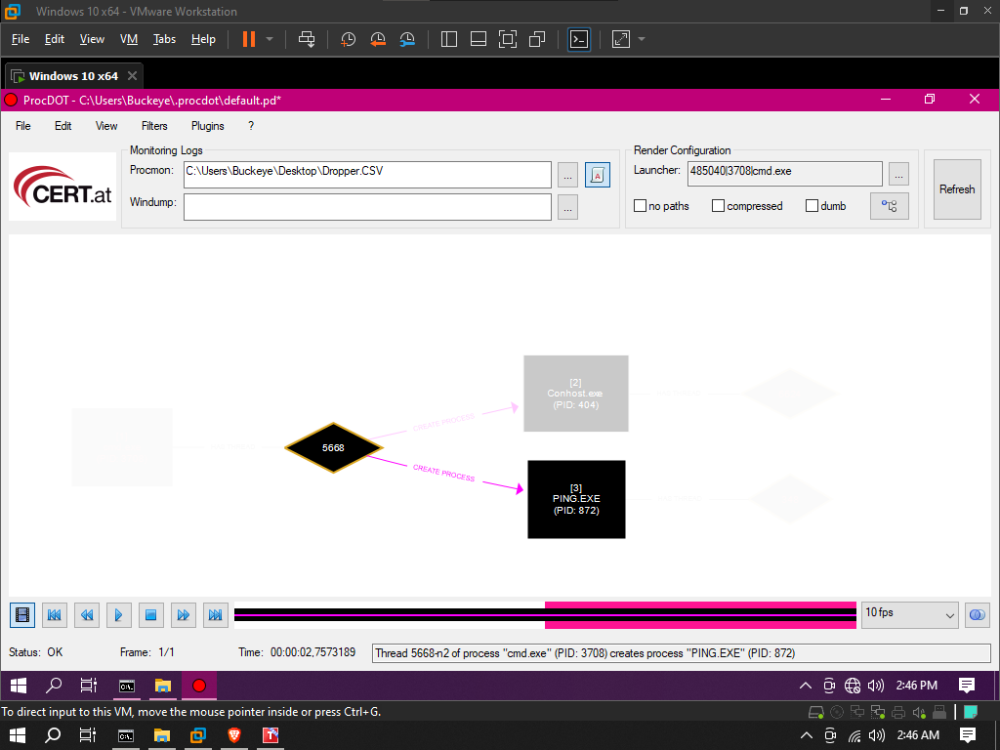 Windows 10 x64 - VMware Workstation
File Edit View VM Tabs Help
Windows 10 x64
ProcDOT - C:\Users\Buckeye\.procdot\default.pd*
File Edit View Filters Plugins ?
Monitoring Logs
Render Configuration
CERT.at
Procmon: C:\Users\Buckeye\Desktop\Dropper.CSV ... A
Launcher: 485040|3708|cmd.exe ...
Refresh
Windump: ...
no paths compressed dumb
[2]
Conhost.exe
(PID: 404)
CREATE PROCESS
5668
CREATE PROCESS
[3]
PING.EXE
(PID: 872)
10 fps
Status: OK Frame: 1/1 Time: 00:00:02,7573189 Thread 5668-n2 of process "cmd.exe" (PID: 3708) creates process "PING.EXE" (PID: 872)
2:46 PM
To direct input to this VM, move the mouse pointer inside or press Ctrl+G.
2:46 AM